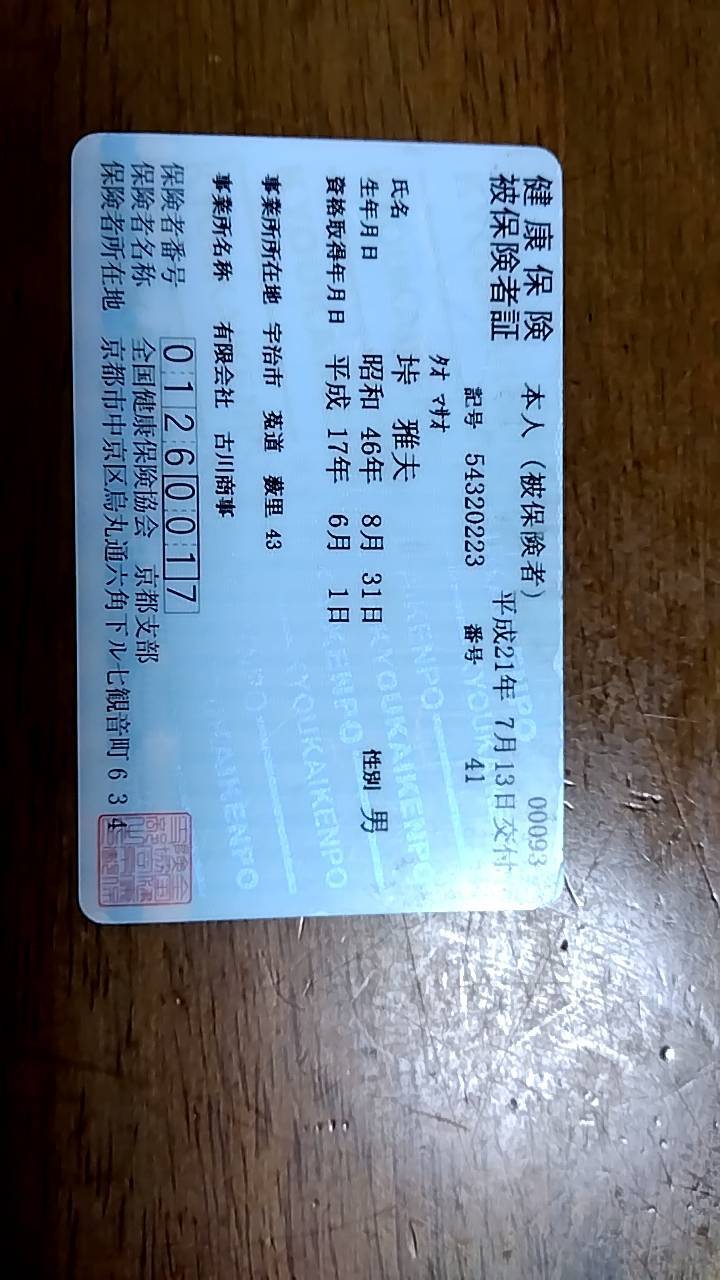 健康保険 本人（被保険者） 00093
被保険者証 平成21年 7月13日交付
記号 54320223 番号 41
ﾀｵ ﾏｻｵ
氏名 垰 雅夫
生年月日 昭和 46年 8月 31日 性別 男
資格取得年月日 平成 17年 6月 1日
事業所所在地 宇治市 菟道 薮里 43
事業所名称 有限会社 古川商事
保険者番号 01260017
保険者名称 全国健康保険協会 京都支部
保険者所在地 京都市中京区烏丸通六角下ル七観音町634